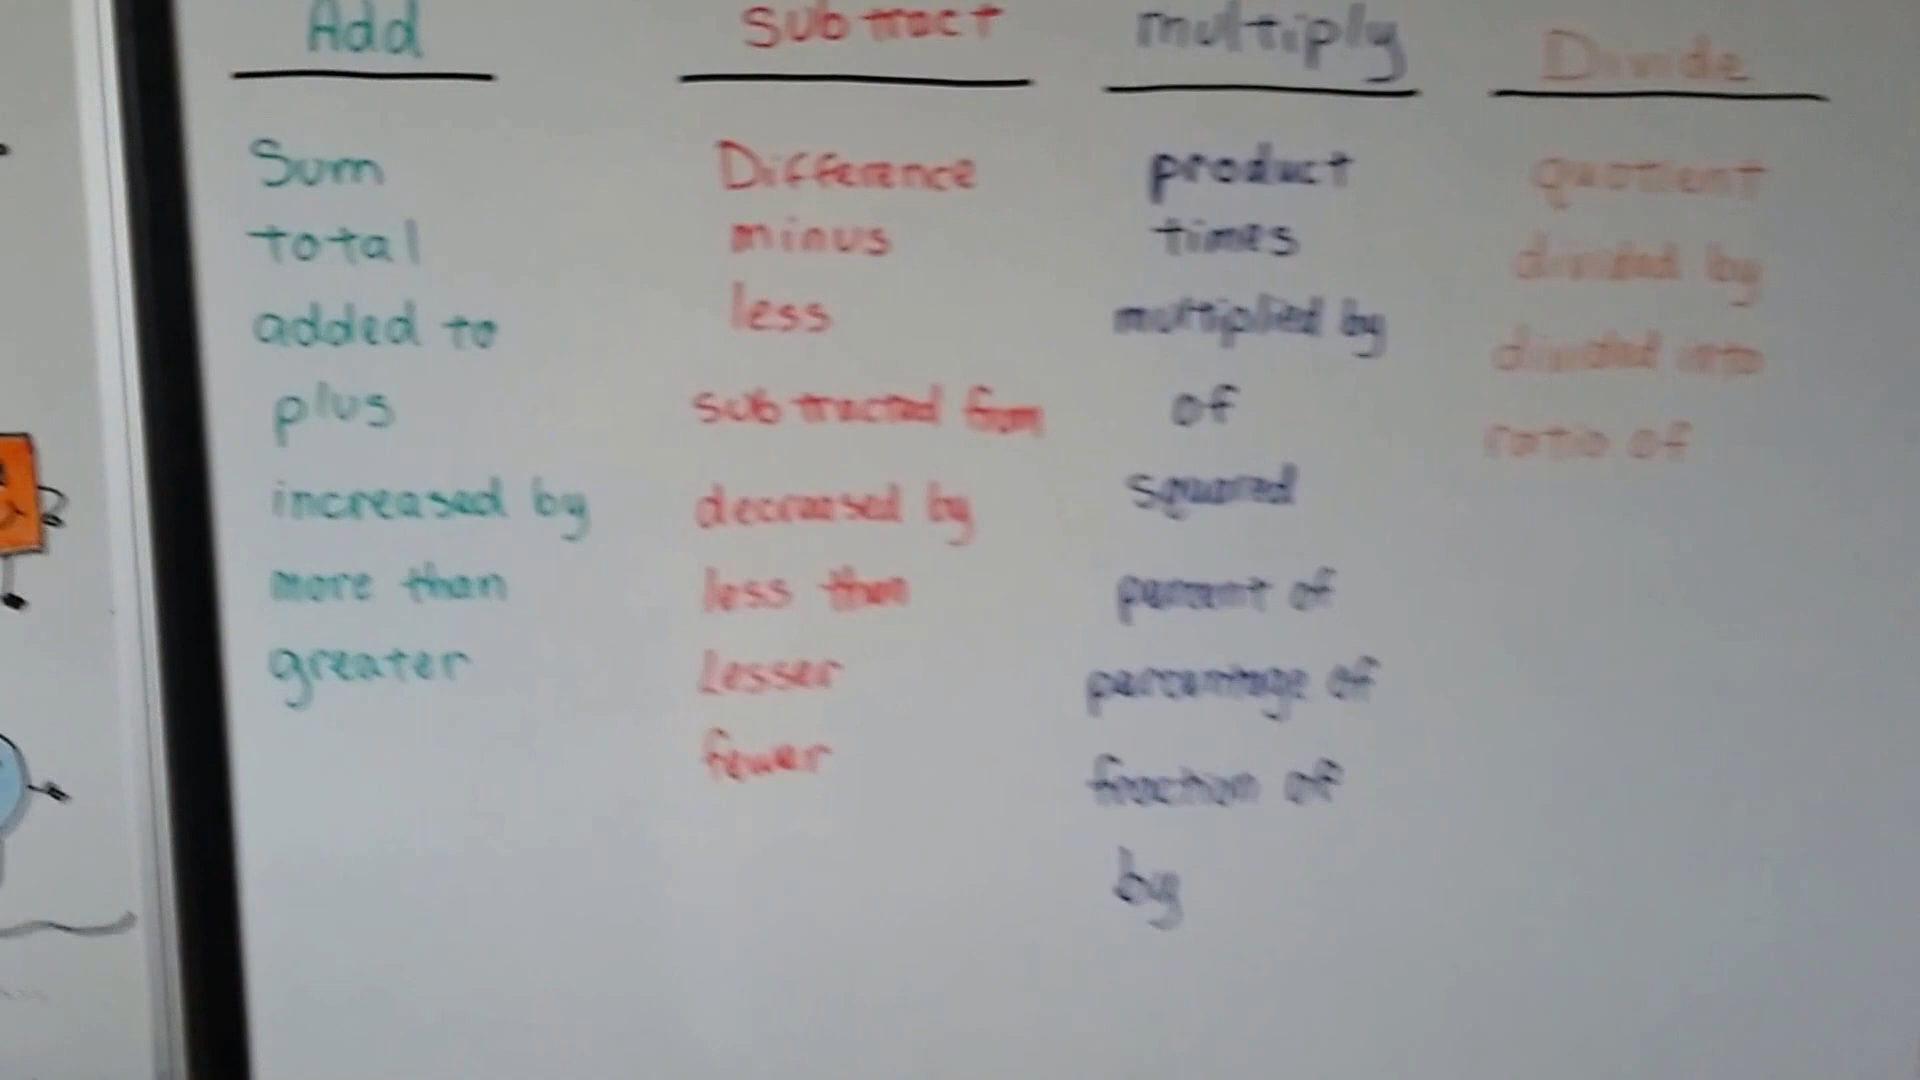 Add
Sum
total
added to
plus
increased by
more than
greater
Subtract
Difference
minus
less
subtracted from
decreased by
less than
Lesser
fewer
multiply
product
times
multiplied by
of
squared
percent of
percentage of
fraction of
by
Divide
quotient
divided by
divided into
ratio of